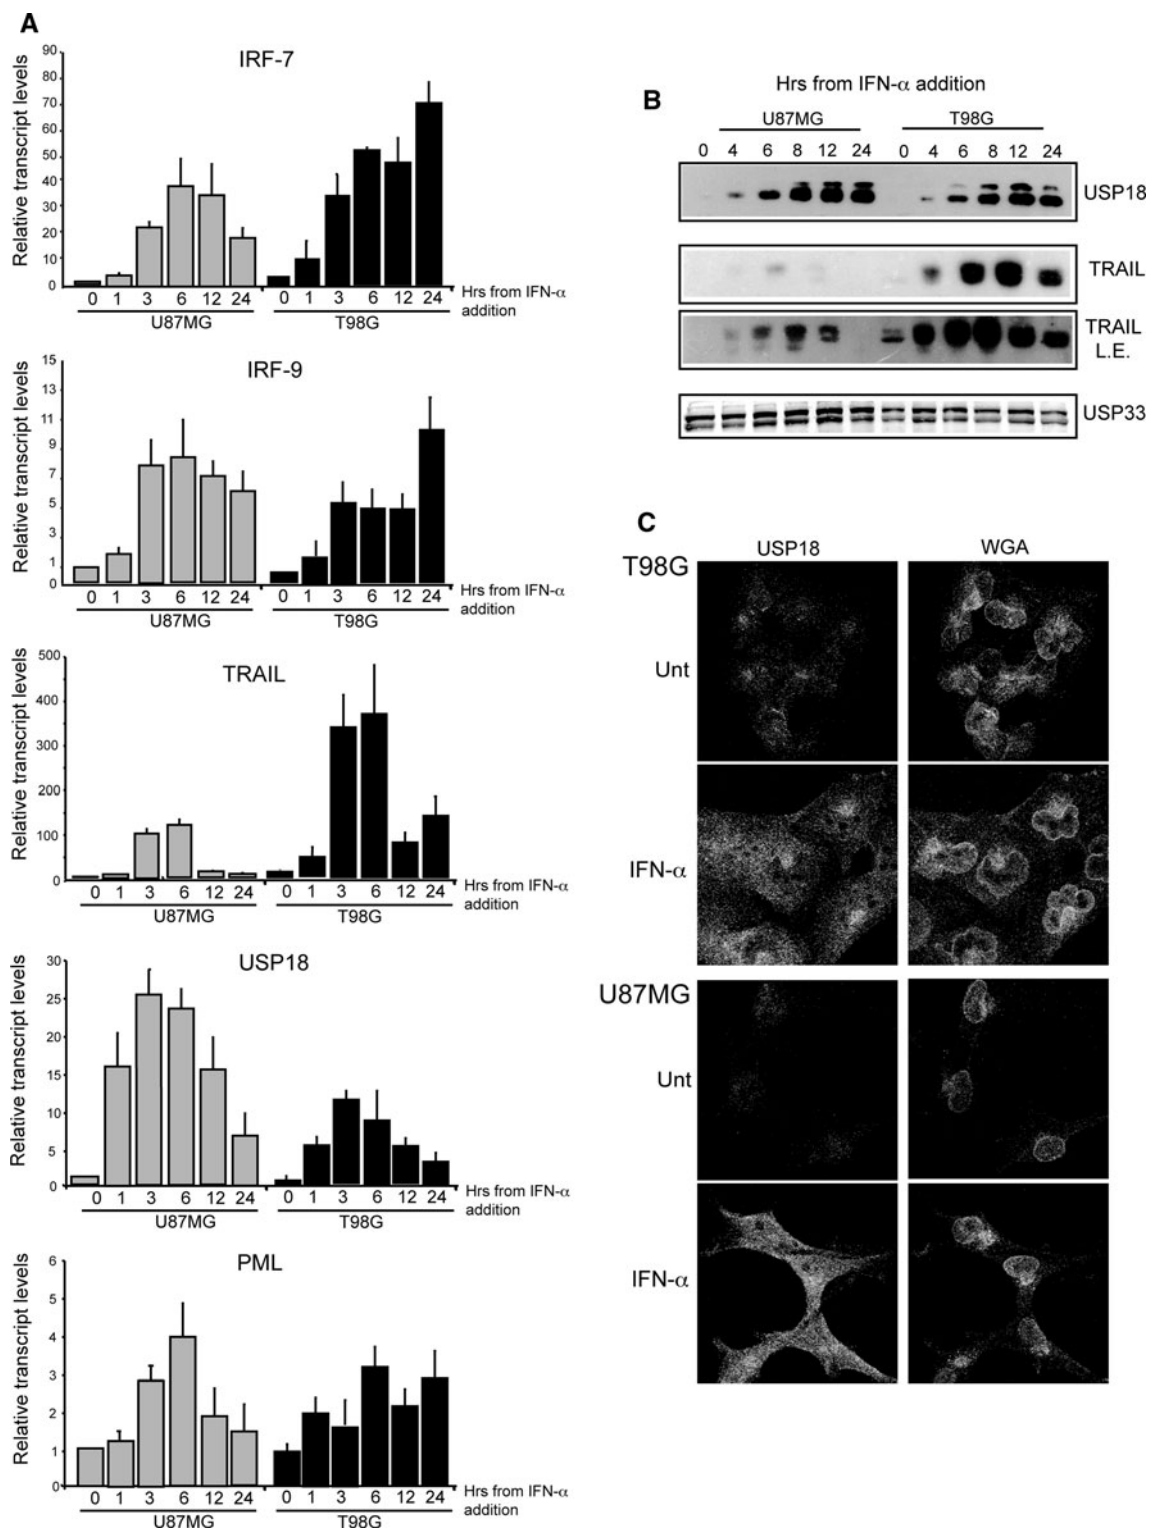 A
IRF-7
Relative transcript levels
90
80
70
60
50
40
30
20
10
0
0 1 3 6 12 24 0 1 3 6 12 24
Hrs from IFN-α
addition
U87MG T98G
IRF-9
Relative transcript levels
15
13
11
9
7
5
3
1
0
0 1 3 6 12 24 0 1 3 6 12 24
Hrs from IFN-α
addition
U87MG T98G
TRAIL
Relative transcript levels
500
400
300
200
100
0
0 1 3 6 12 24 0 1 3 6 12 24
Hrs from IFN-α
addition
U87MG T98G
USP18
Relative transcript levels
30
25
20
15
10
5
0
0 1 3 6 12 24 0 1 3 6 12 24
Hrs from IFN-α
addition
U87MG T98G
PML
Relative transcript levels
6
5
4
3
2
1
0
0 1 3 6 12 24 0 1 3 6 12 24
Hrs from IFN-α
addition
U87MG T98G
B
Hrs from IFN-α addition
U87MG T98G
0 4 6 8 12 24 0 4 6 8 12 24
USP18
TRAIL
TRAIL
L.E.
USP33
C
USP18 WGA
T98G
Unt
IFN-α
U87MG
Unt
IFN-α